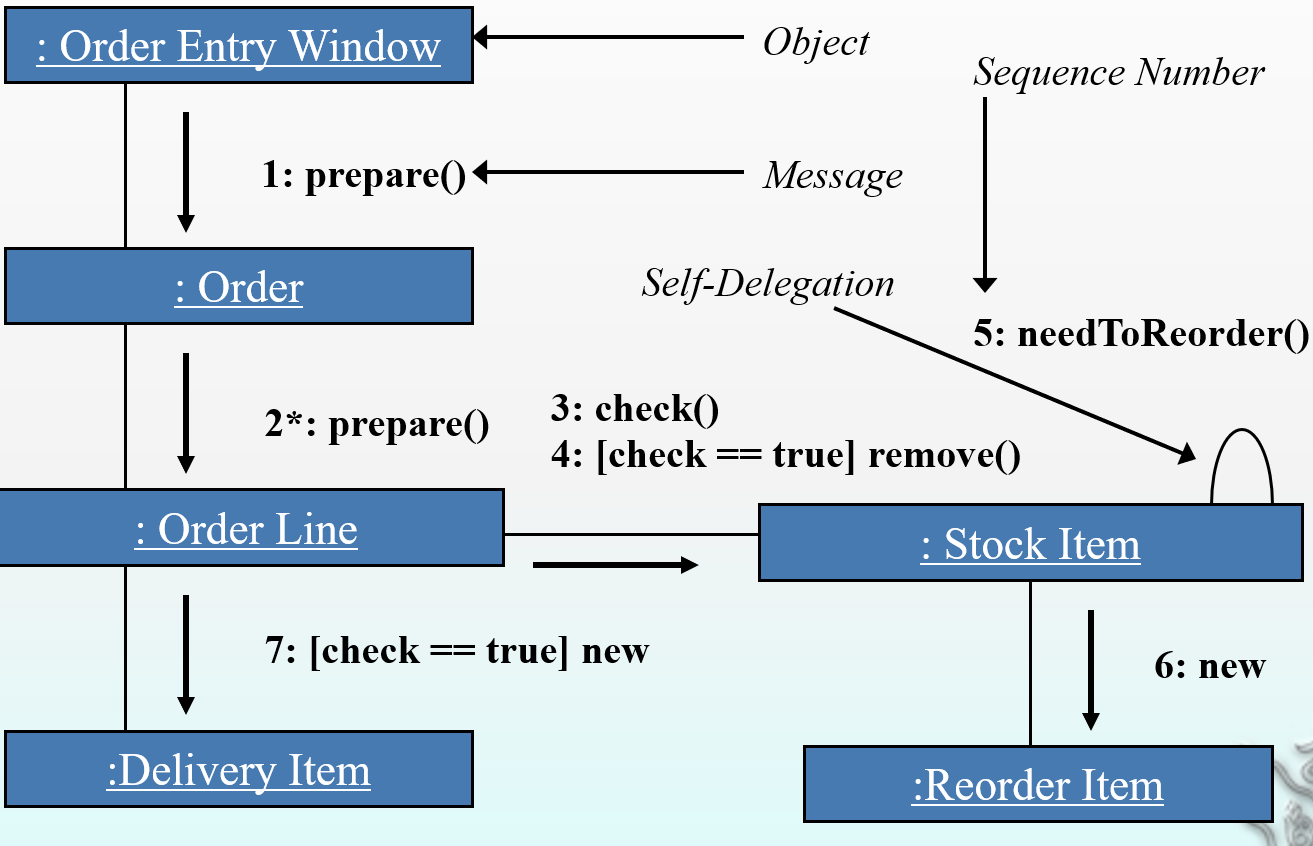 : Order Entry Window
Object
Sequence Number
1: prepare()
Message
: Order
Self-Delegation
5: needToReorder()
2*: prepare()
3: check()
4: [check == true] remove()
: Order Line
: Stock Item
7: [check == true] new
6: new
:Delivery Item
:Reorder Item